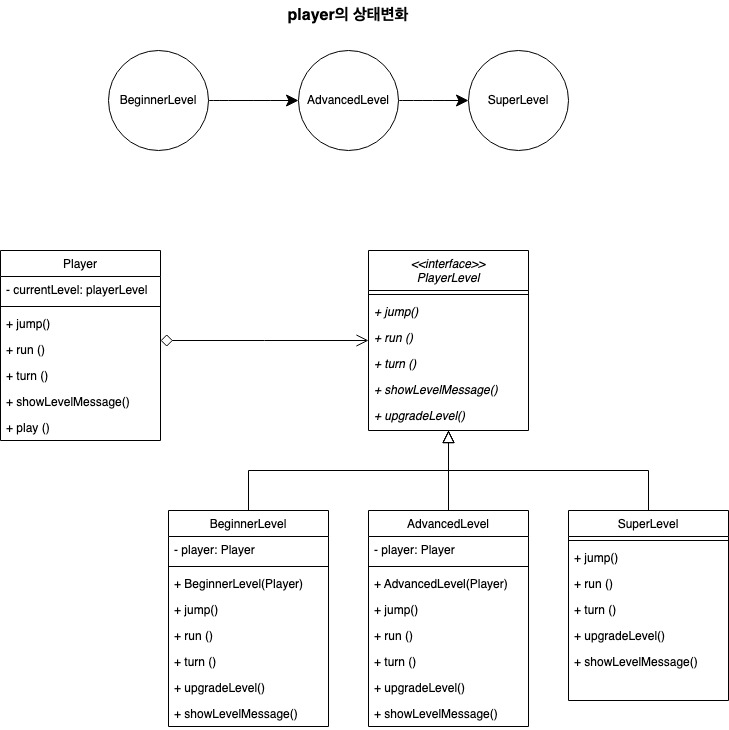 player의 상태변화
BeginnerLevel
AdvancedLevel
SuperLevel
Player
- currentLevel: playerLevel
+ jump()
+ run ()
+ turn ()
+ showLevelMessage()
+ play ()
<<interface>>
PlayerLevel
+ jump()
+ run ()
+ turn ()
+ showLevelMessage()
+ upgradeLevel()
BeginnerLevel
- player: Player
+ BeginnerLevel(Player)
+ jump()
+ run ()
+ turn ()
+ upgradeLevel()
+ showLevelMessage()
AdvancedLevel
- player: Player
+ AdvancedLevel(Player)
+ jump()
+ run ()
+ turn ()
+ upgradeLevel()
+ showLevelMessage()
SuperLevel
+ jump()
+ run ()
+ turn ()
+ upgradeLevel()
+ showLevelMessage()